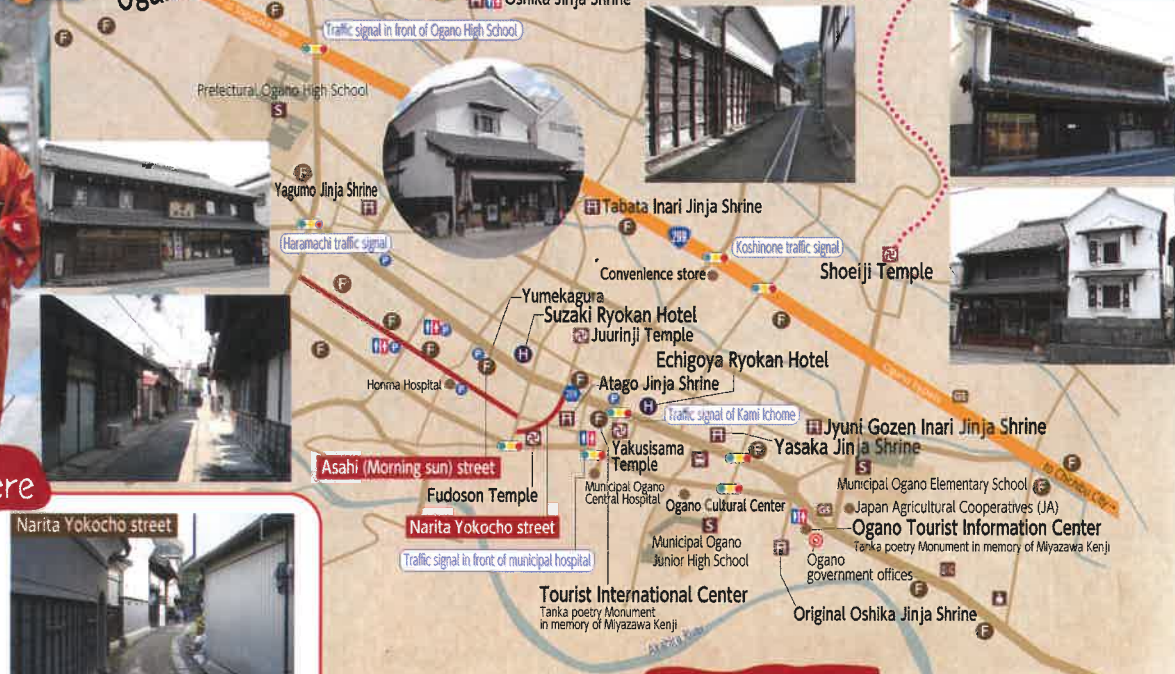 Oshika Jinja Shrine
Traffic signal in front of Ogano High School
Prefectural Ogano High School
S
Yagumo Jinja Shrine
Haramachi traffic signal
Tabata Inari Jinja Shrine
299
Koshinone traffic signal
Convenience store
Shoeiji Temple
Yumekagura
Suzaki Ryokan Hotel
H
Juurinji Temple
Echigoya Ryokan Hotel
Honma Hospital
Atago Jinja Shrine
H
Traffic signal of Kami Ichome
Ogano Bypass
GS
Jyuni Gozen Inari Jinja Shrine
Yasaka Jinja Shrine
to Chichibu City
Asahi (Morning sun) street
Yakusisama
Temple
Fudoson Temple
Municipal Ogano
Central Hospital
Ogano Cultural Center
S
Municipal Ogano Elementary School
Japan Agricultural Cooperatives (JA)
GS
Narita Yokocho street
Ogano Tourist Information Center
Tanka poetry Monument in memory of Miyazawa Kenji
S
Municipal Ogano
Junior High School
Traffic signal in front of municipal hospital
Ogano
government offices
Tourist International Center
Tanka poetry Monument
in memory of Miyazawa Kenji
Original Oshika Jinja Shrine
Akabira River
Narita Yokocho street